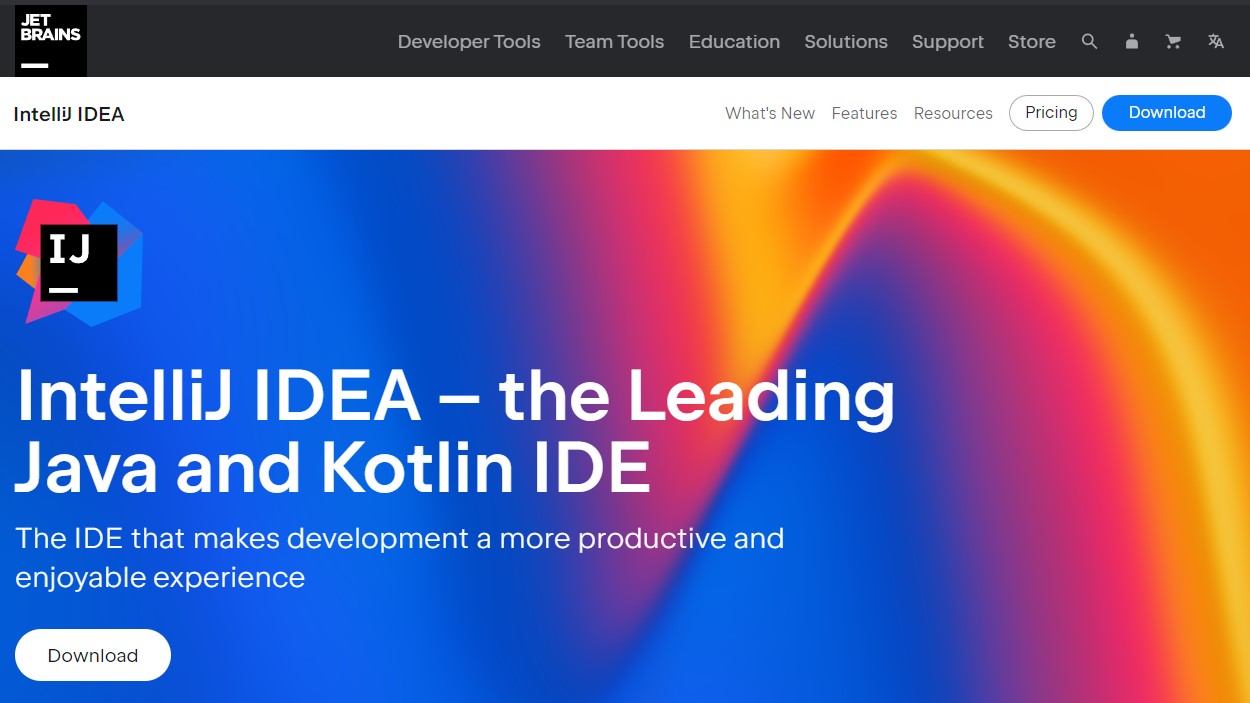 JET
BRAINS
Developer Tools Team Tools Education Solutions Support Store
IntelliJ IDEA
What's New Features Resources Pricing Download
IJ
IntelliJ IDEA – the Leading
Java and Kotlin IDE
The IDE that makes development a more productive and
enjoyable experience
Download